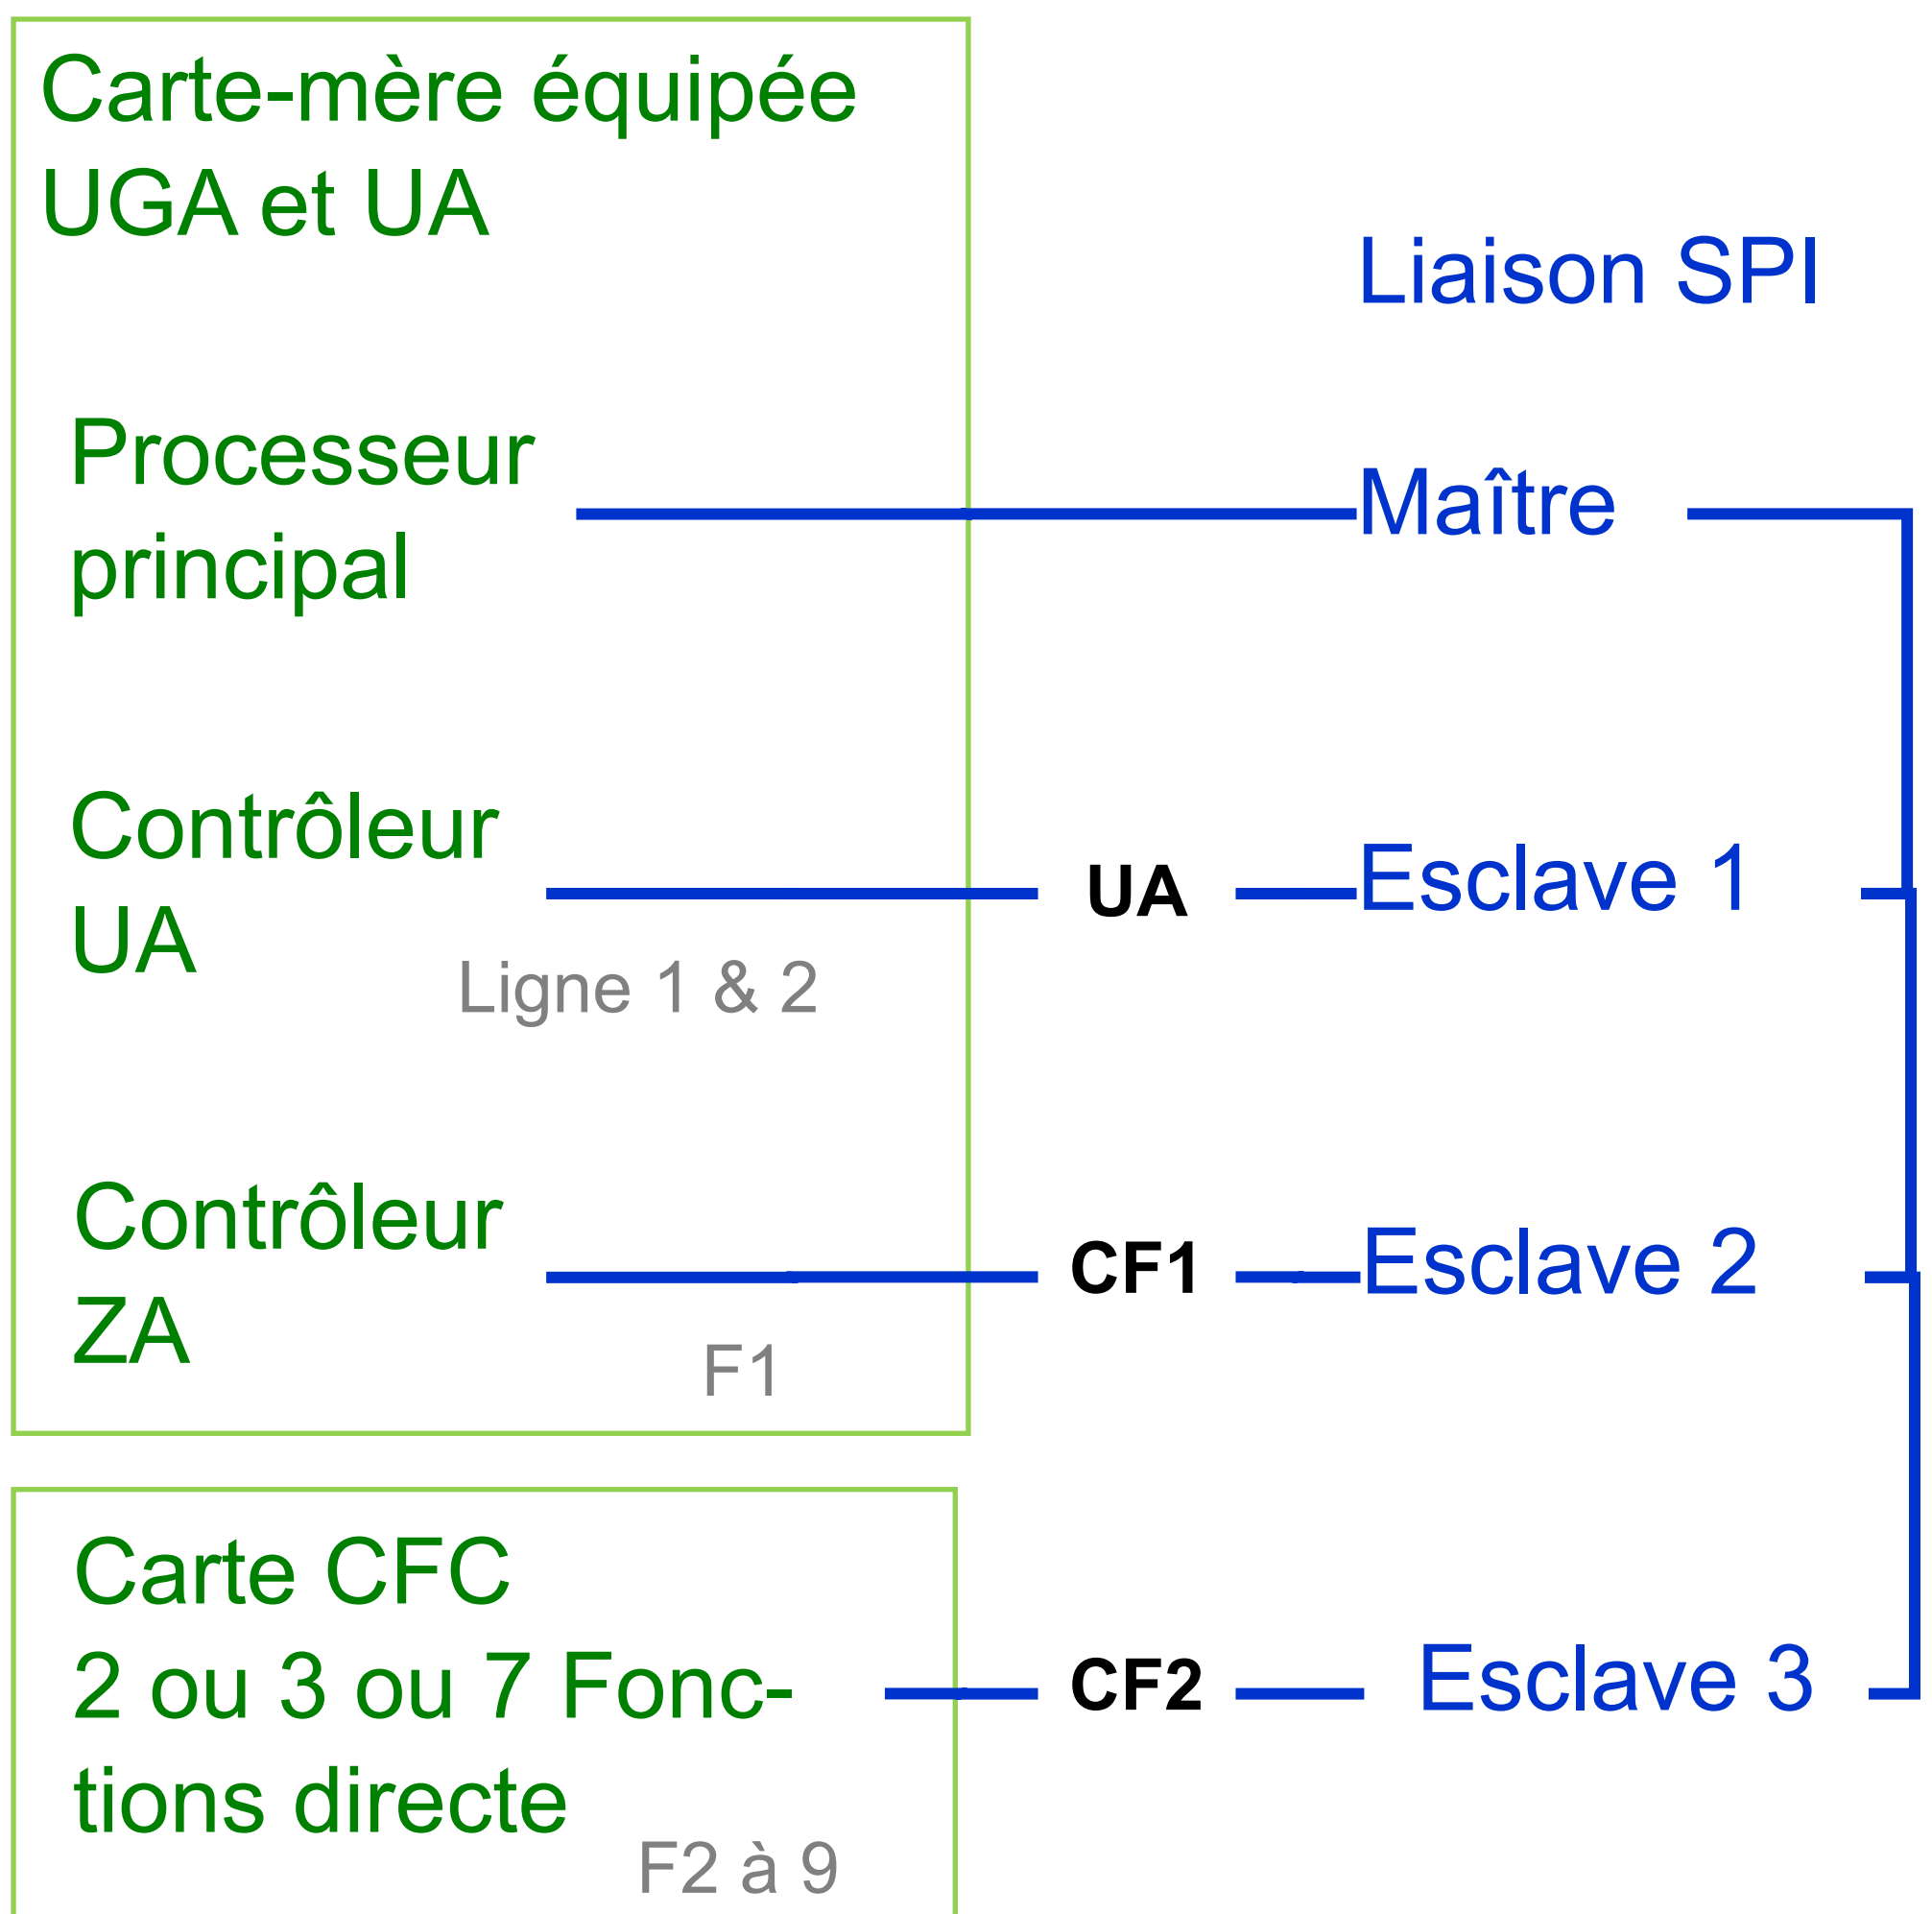 Carte-mère équipée
UGA et UA
Liaison SPI
Processeur
principal
Maître
Contrôleur
UA
Ligne 1 & 2
UA
Esclave 1
Contrôleur
ZA
F1
CF1
Esclave 2
Carte CFC
2 ou 3 ou 7 Fonc-
tions directe
F2 à 9
CF2
Esclave 3